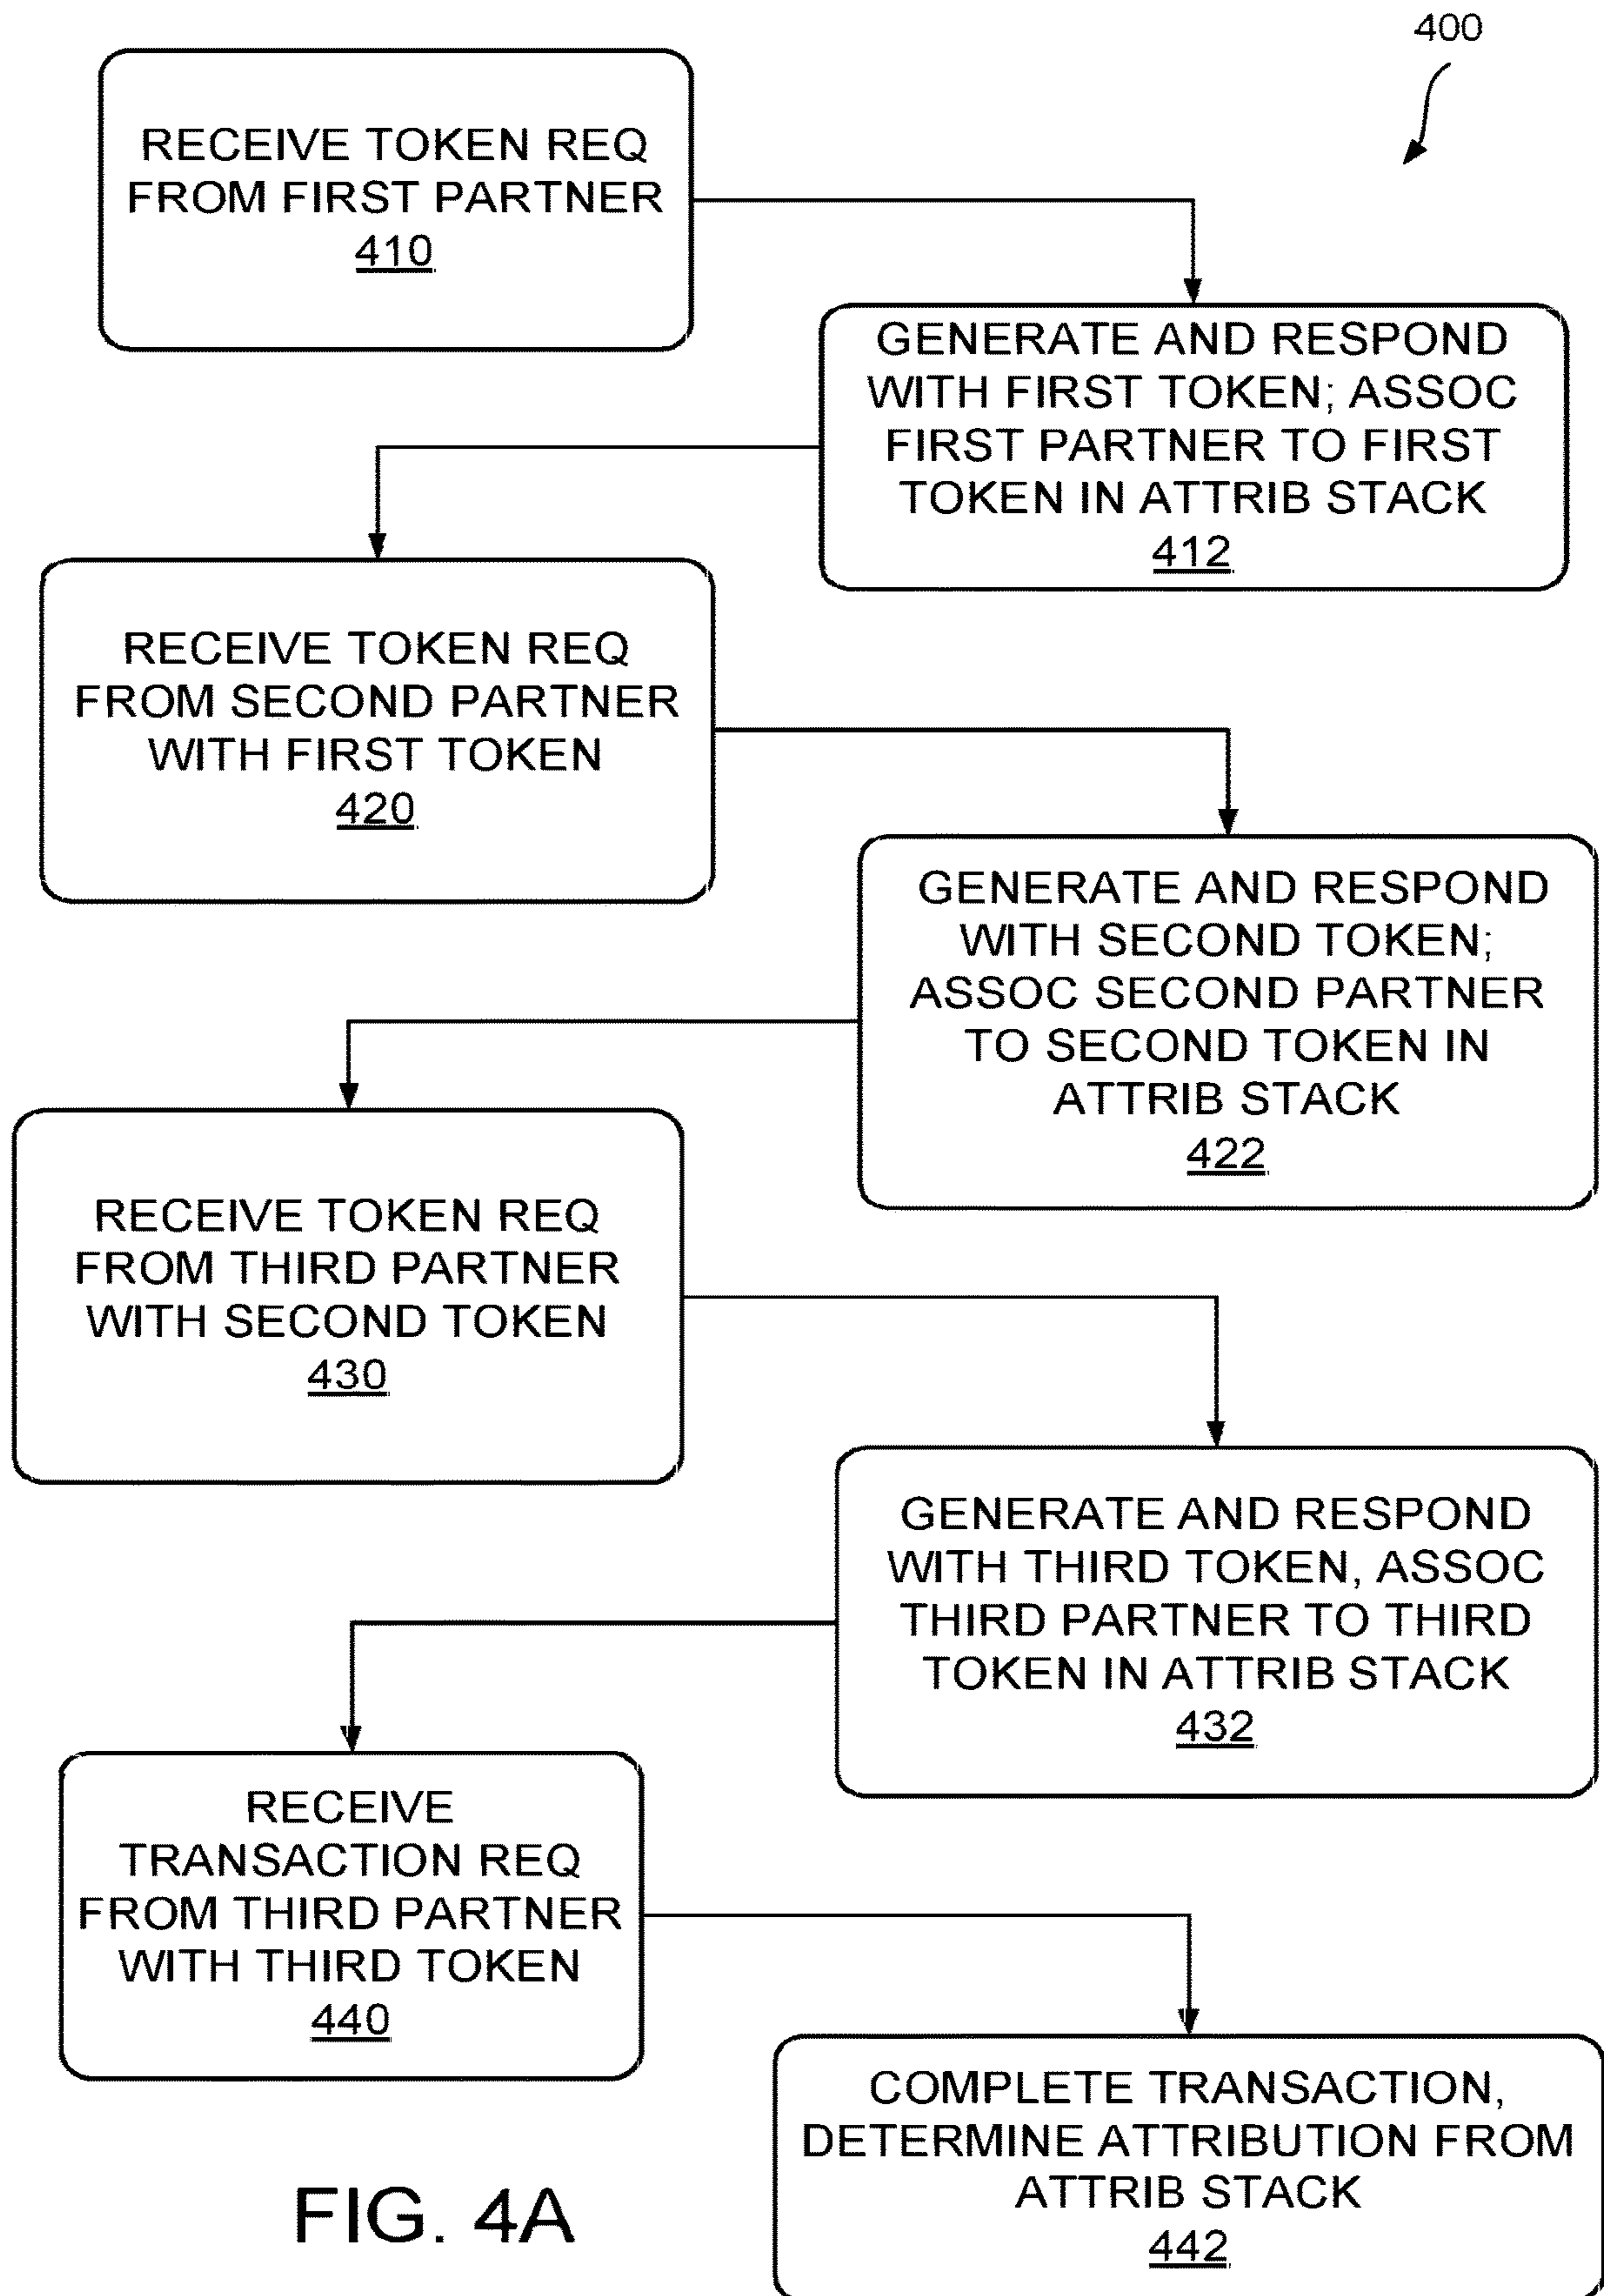 400
RECEIVE TOKEN REQ
FROM FIRST PARTNER
410
GENERATE AND RESPOND
WITH FIRST TOKEN; ASSOC
FIRST PARTNER TO FIRST
TOKEN IN ATTRIB STACK
412
RECEIVE TOKEN REQ
FROM SECOND PARTNER
WITH FIRST TOKEN
420
GENERATE AND RESPOND
WITH SECOND TOKEN;
ASSOC SECOND PARTNER
TO SECOND TOKEN IN
ATTRIB STACK
422
RECEIVE TOKEN REQ
FROM THIRD PARTNER
WITH SECOND TOKEN
430
GENERATE AND RESPOND
WITH THIRD TOKEN, ASSOC
THIRD PARTNER TO THIRD
TOKEN IN ATTRIB STACK
432
RECEIVE
TRANSACTION REQ
FROM THIRD PARTNER
WITH THIRD TOKEN
440
COMPLETE TRANSACTION,
DETERMINE ATTRIBUTION FROM
ATTRIB STACK
442
FIG. 4A